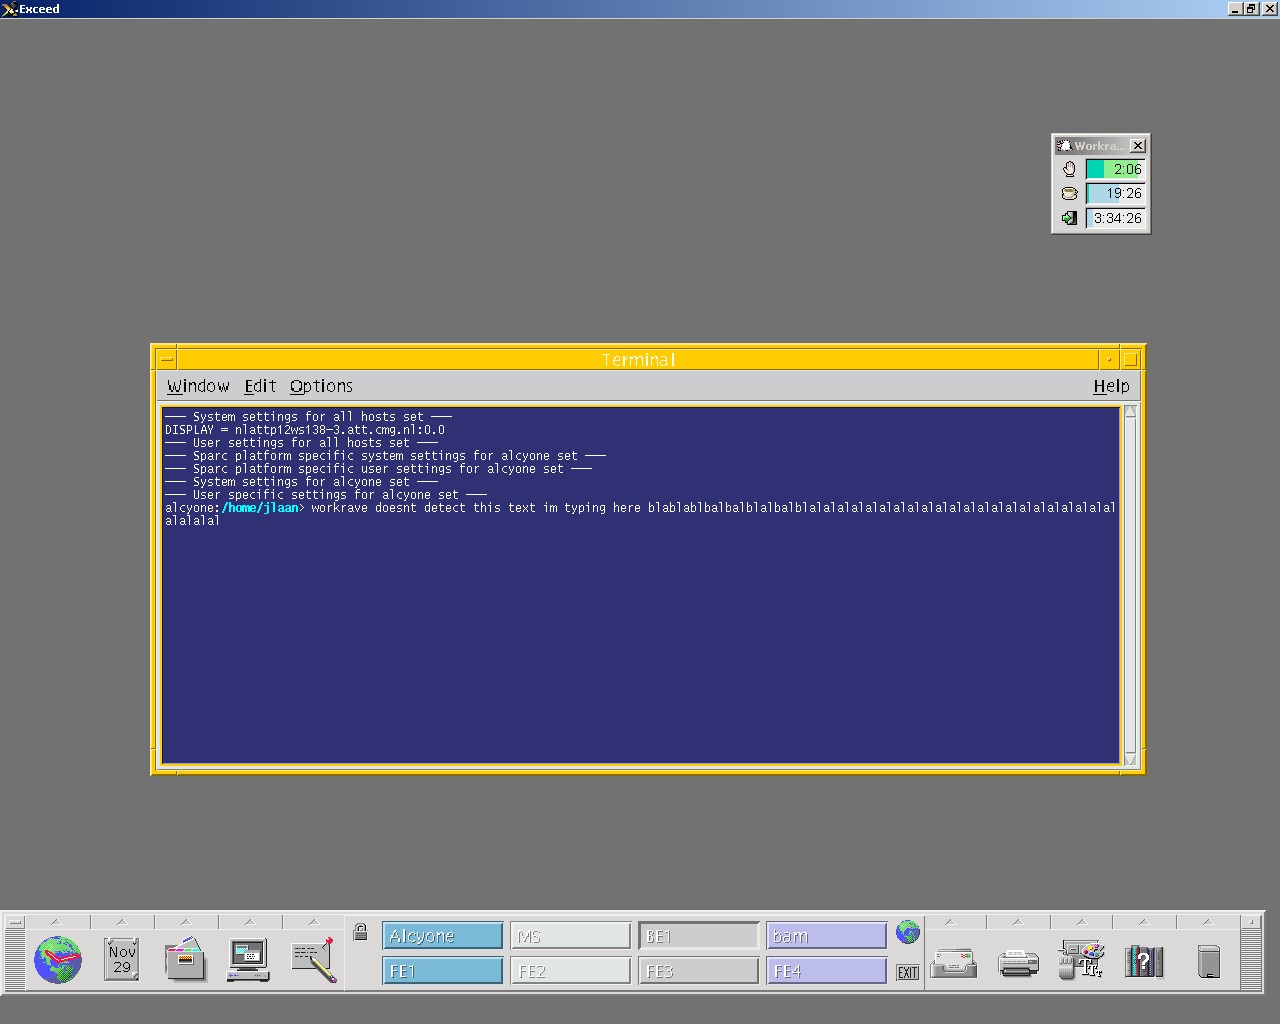 Exceed
Workra...
2:06
19:26
3:34:26
Terminal
Window Edit Options Help
── System settings for all hosts set ──
DISPLAY = nlattp12ws138-3.att.cmg.nl:0.0
── User settings for all hosts set ──
── Sparc platform specific system settings for alcyone set ──
── Sparc platform specific user settings for alcyone set ──
── System settings for alcyone set ──
── User specific settings for alcyone set ──
alcyone:/home/jlaan> workrave doesnt detect this text im typing here blablablbalbalblalbalblalalalalalalalalalalalalalalalalalalalalalal
alalalal
Alcyone MS BE1 bam
Nov
29
FE1 FE2 FE3 FE4
EXIT
?